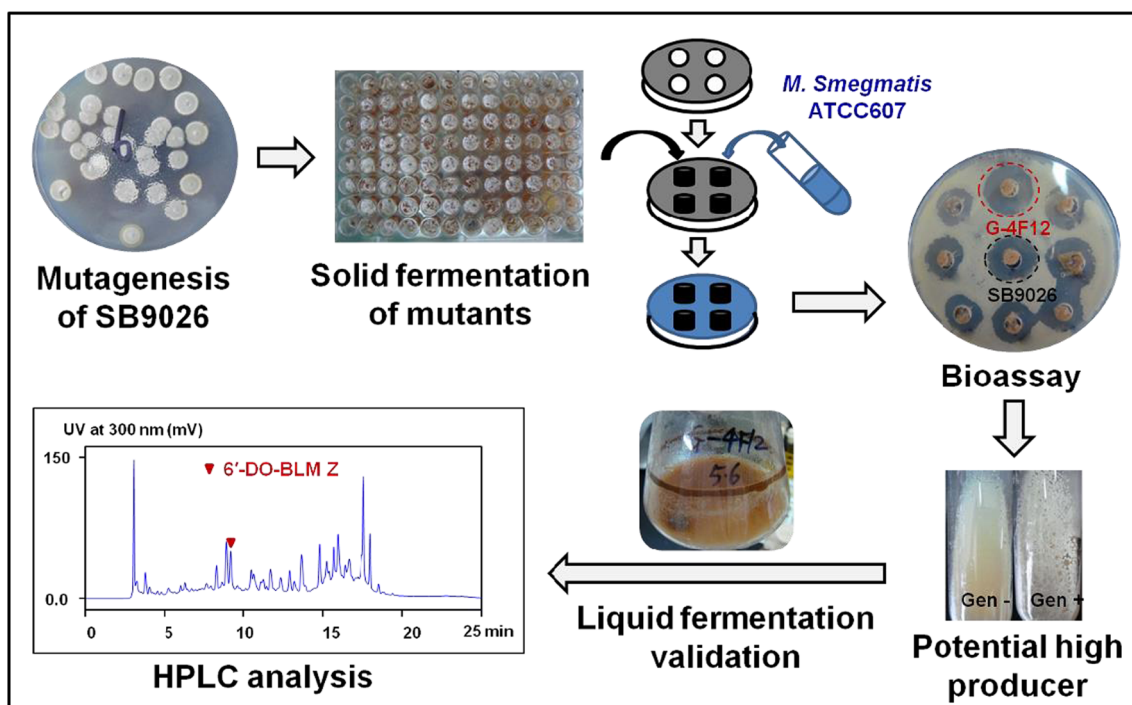 M. Smegmatis
ATCC607
Mutagenesis
of SB9026
Solid fermentation
of mutants
G-4F12
SB9026
Bioassay
UV at 300 nm (mV)
150
6′-DO-BLM Z
0.0
0 5 10 15 20 25 min
HPLC analysis
G-4F12
5.6
Liquid fermentation
validation
Gen - Gen +
Potential high
producer